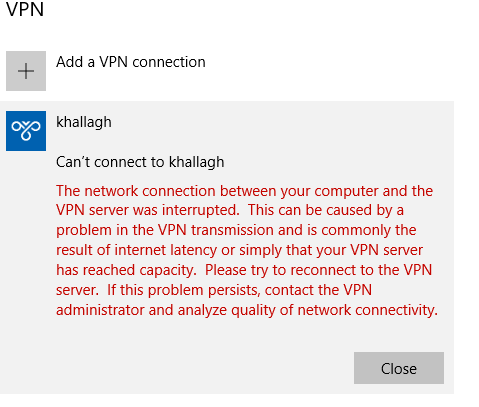 VPN
Add a VPN connection
khallagh
Can't connect to khallagh
The network connection between your computer and the
VPN server was interrupted.  This can be caused by a
problem in the VPN transmission and is commonly the
result of internet latency or simply that your VPN server
has reached capacity.  Please try to reconnect to the VPN
server.  If this problem persists, contact the VPN
administrator and analyze quality of network connectivity.
Close